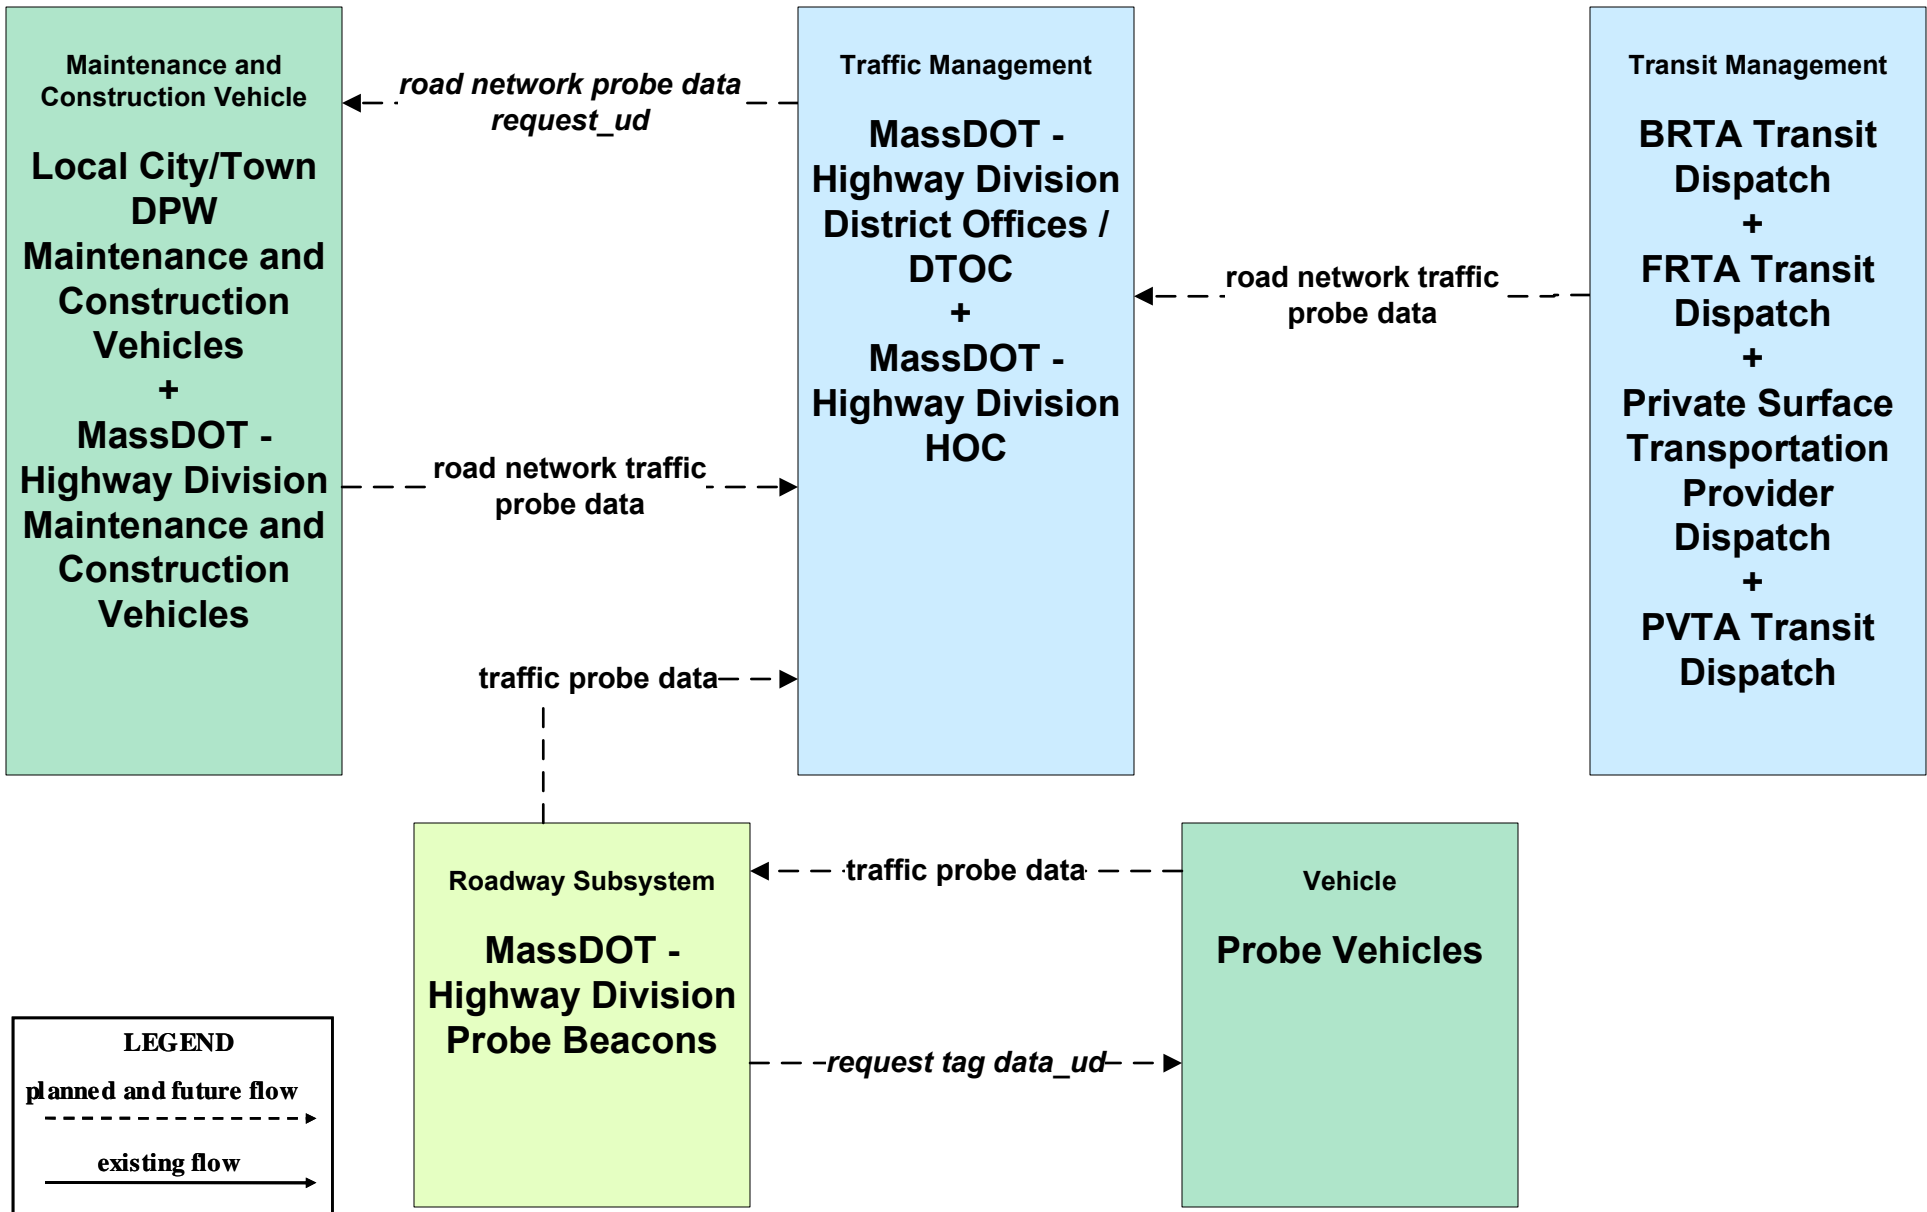 Maintenance and
Construction Vehicle
Local City/Town
DPW
Maintenance and
Construction
Vehicles
+
MassDOT -
Highway Division
Maintenance and
Construction
Vehicles
road network probe data
request_ud
road network traffic
probe data
traffic probe data
Traffic Management
MassDOT -
Highway Division
District Offices /
DTOC
+
MassDOT -
Highway Division
HOC
road network traffic
probe data
Transit Management
BRTA Transit
Dispatch
+
FRTA Transit
Dispatch
+
Private Surface
Transportation
Provider
Dispatch
+
PVTA Transit
Dispatch
Roadway Subsystem
MassDOT -
Highway Division
Probe Beacons
traffic probe data
request tag data_ud
Vehicle
Probe Vehicles
LEGEND
planned and future flow
existing flow